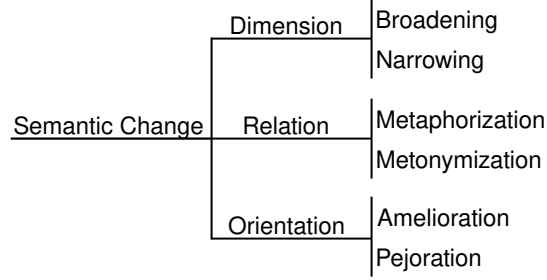 Semantic Change
Dimension
Broadening
Narrowing
Relation
Metaphorization
Metonymization
Orientation
Amelioration
Pejoration